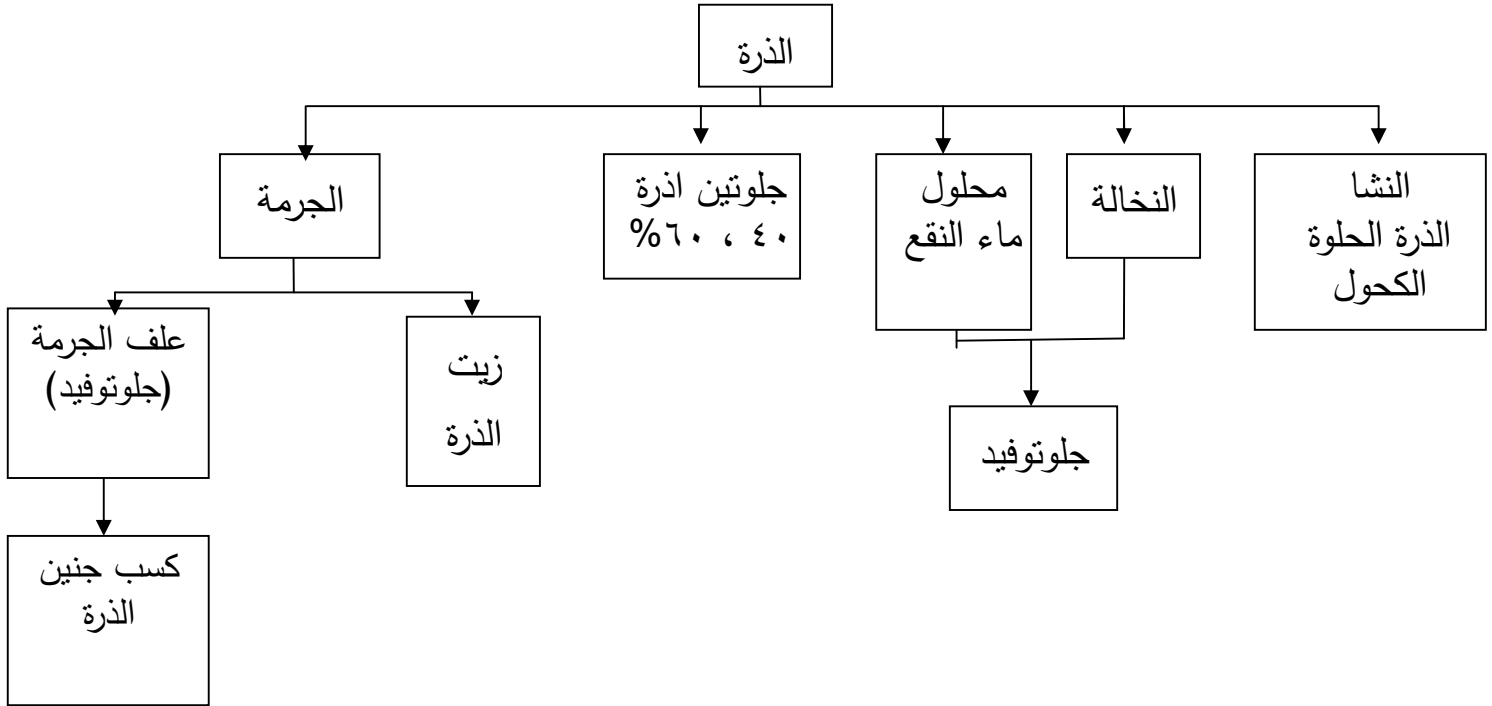 الذرة
النشا
الذرة الحلوة
الكحول
النخالة
محلول
ماء النقع
جلوتين اذرة
٤٠ ، ٦٠%
الجرمة
جلوتوفيد
زيت
الذرة
علف الجرمة
(جلوتوفيد)
كسب جنين
الذرة